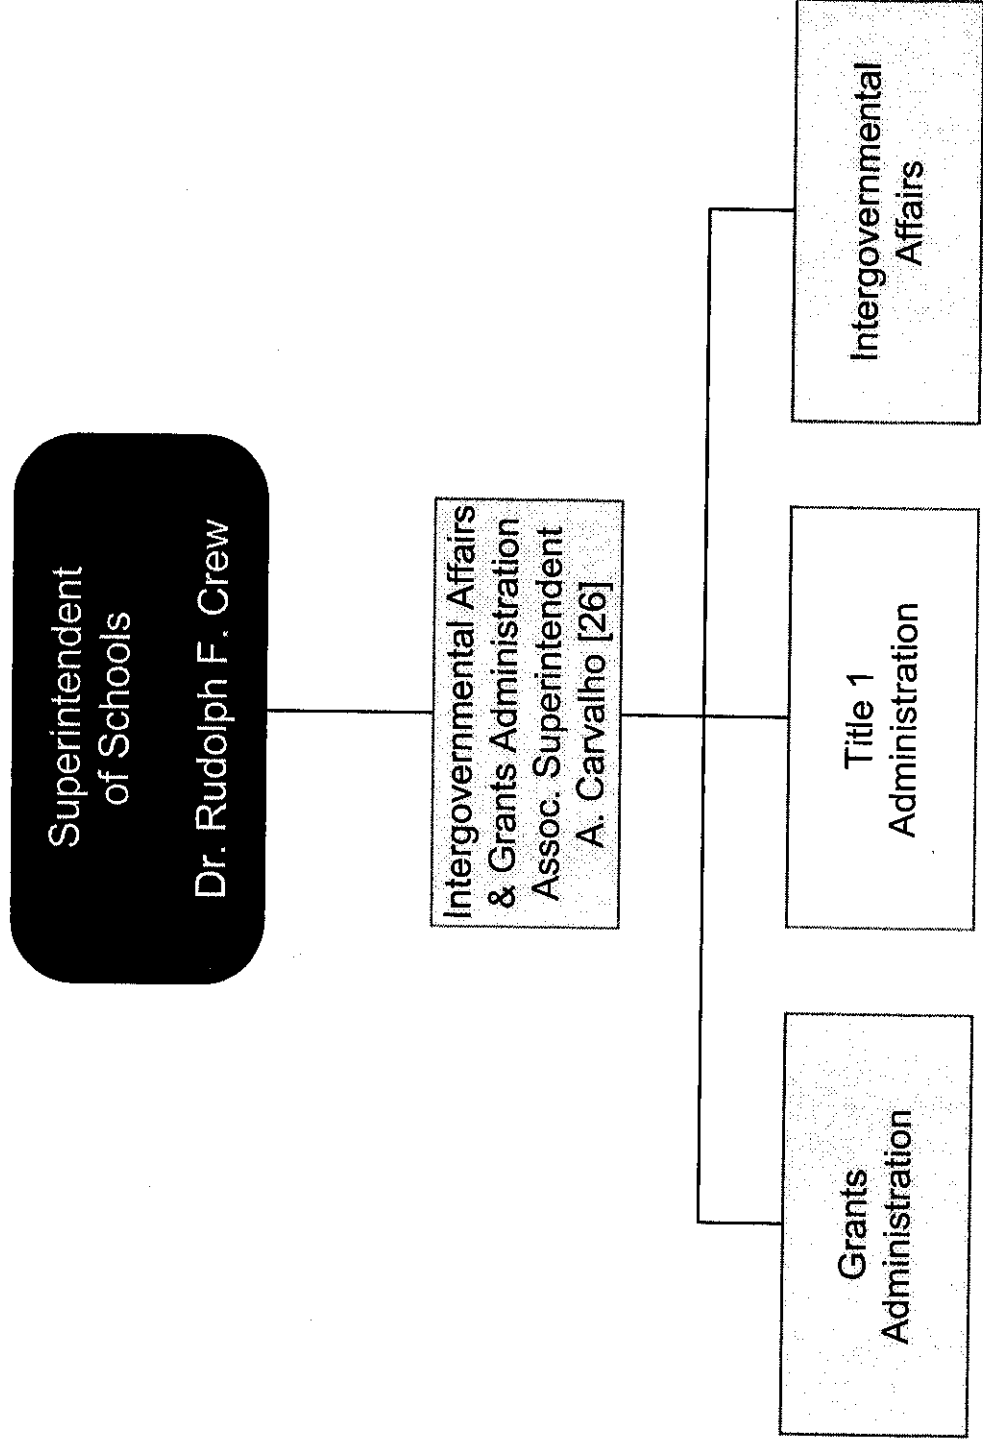 Superintendent
of Schools
Dr. Rudolph F. Crew
Intergovernmental Affairs
& Grants Administration
Assoc. Superintendent
A. Carvalho [26]
Grants
Administration
Title 1
Administration
Intergovernmental
Affairs